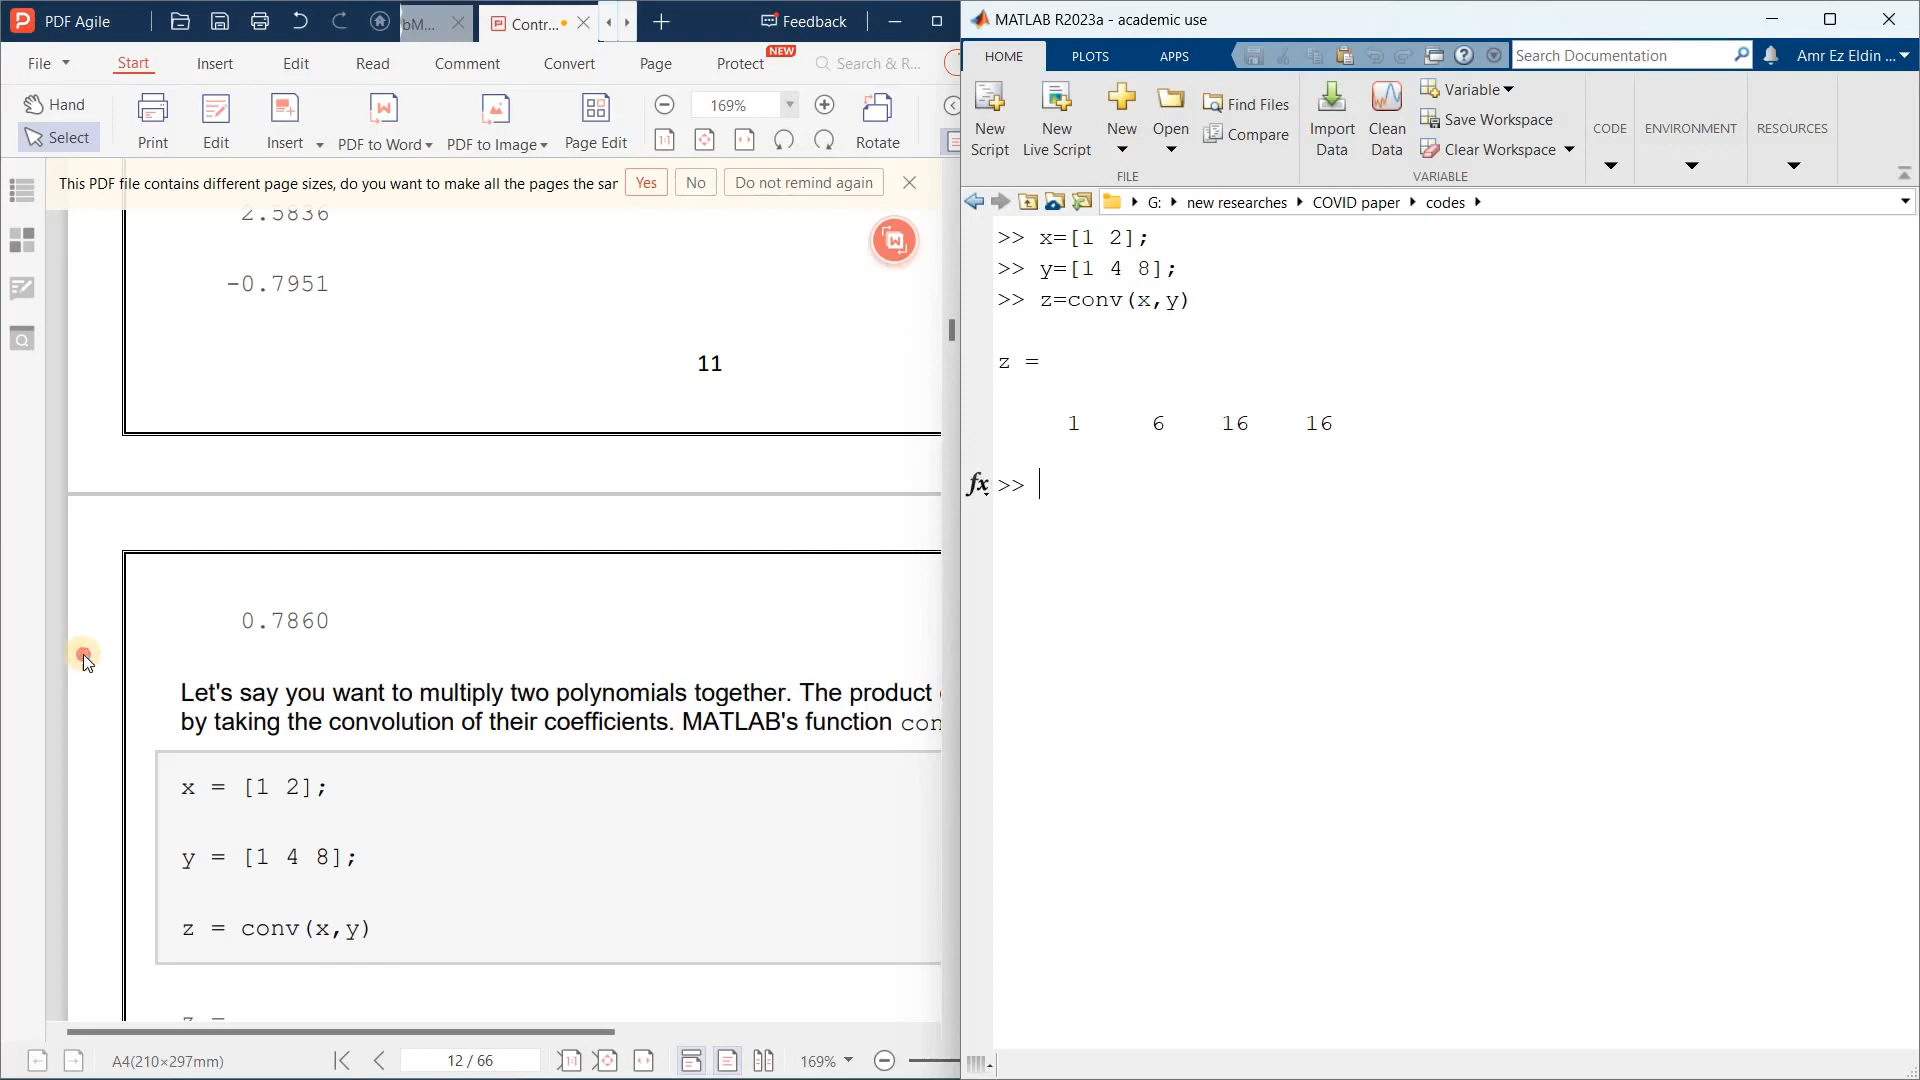 PDF Agile
bM...
Contr...
Feedback
File
Start
Insert
Edit
Read
Comment
Convert
Page
Protect
NEW
Search & R...
Hand
Select
Print
Edit
Insert
PDF to Word
PDF to Image
Page Edit
169%
Rotate
This PDF file contains different page sizes, do you want to make all the pages the sar
Yes
No
Do not remind again
2.5836
-0.7951
11
0.7860
Let's say you want to multiply two polynomials together. The product
by taking the convolution of their coefficients. MATLAB's function con
x = [1 2];
y = [1 4 8];
z = conv(x,y)
z =
A4(210×297mm)
12 / 66
169%
MATLAB R2023a - academic use
HOME
PLOTS
APPS
Search Documentation
Amr Ez Eldin ...
New Script
New Live Script
New
Open
Find Files
Compare
Import Data
Clean Data
Variable
Save Workspace
Clear Workspace
CODE
ENVIRONMENT
RESOURCES
FILE
VARIABLE
G:
new researches
COVID paper
codes
>> x=[1 2];
>> y=[1 4 8];
>> z=conv(x,y)
z =
1 6 16 16
fx >>